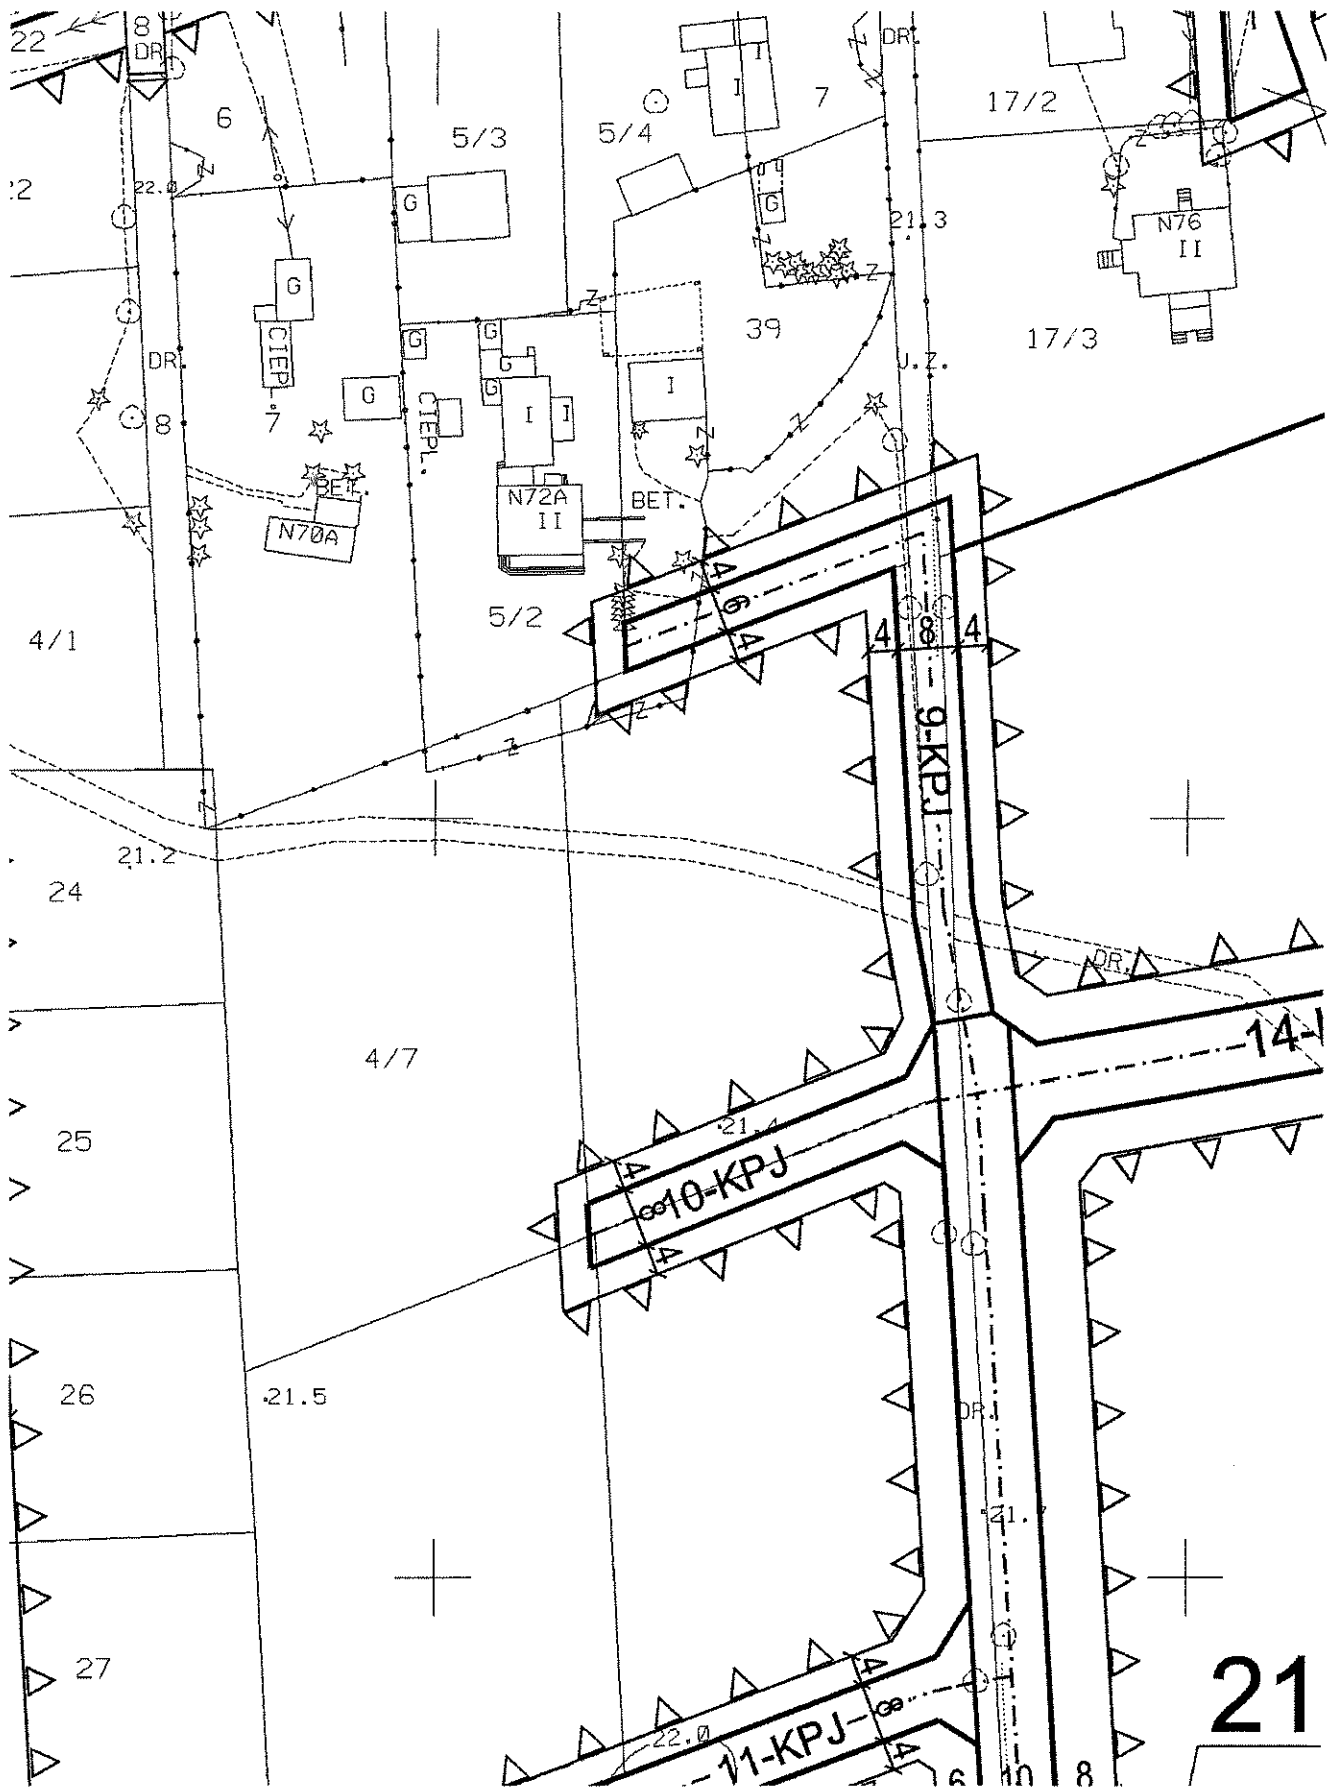 22
8
DR
DR.
I
I
6
5/3
5/4
7
17/2
Z
22.0
G
G
21.3
N76
II
G
Z
39
17/3
CIEP.
DR.
8
7
G
G
G
G
G
CIEPL.
I
I
I
J.Z.
Z
BET.
N70A
N72A
II
BET.
4/1
5/2
4
6
4
4
8
4
9-KPJ
Z
Z
Z
21.2
24
DR.
14-
4/7
25
21.4
4
8
10-KPJ
4
26
21.5
DR.
21.
27
4
8
22.0
11-KPJ
4
6
10
8
21